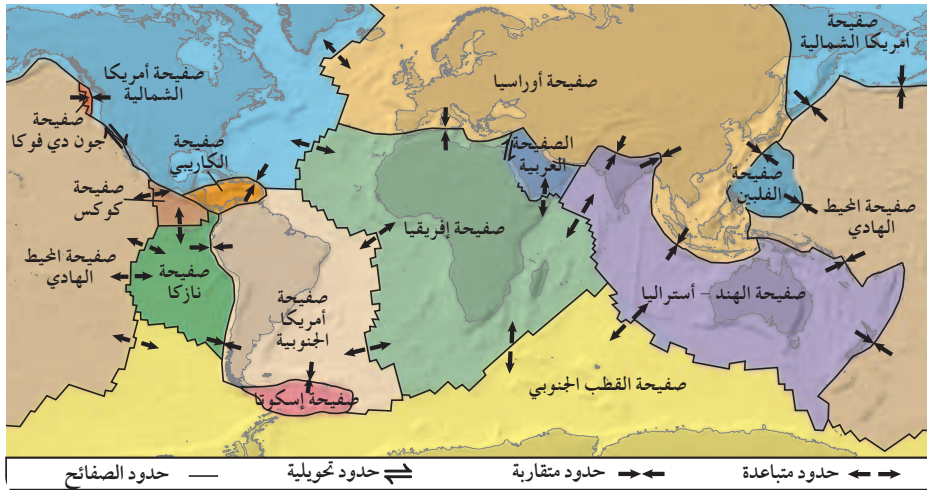 صفيحة
أمريكا الشمالية
صفيحة أمريكا
الشمالية
صفيحة أوراسيا
صفيحة
جون دي فوكا
صفيحة
الكاريبي
الصفيحة
العربية
صفيحة
الفلبين
صفيحة
كوكس
صفيحة المحيط
الهادي
صفيحة إفريقيا
صفيحة المحيط
الهادي
صفيحة
نازكا
صفيحة
أمريكا
الجنوبية
صفيحة الهند – أستراليا
صفيحة القطب الجنوبي
صفيحة إسكوتا
حدود متباعدة
حدود متقاربة
حدود تحويلية
حدود الصفائح